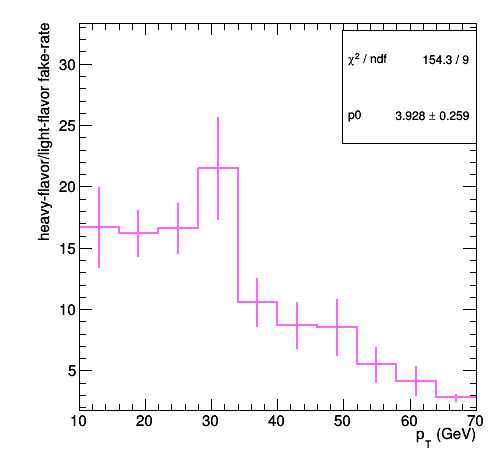 heavy-flavor/light-flavor fake-rate
χ² / ndf 154.3 / 9
p0 3.928 ± 0.259
30
25
20
15
10
5
10 20 30 40 50 60 70
p_T (GeV)